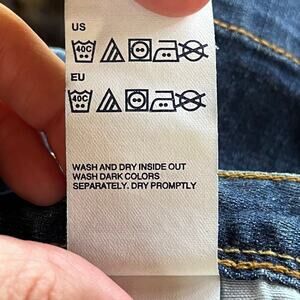 US
40C
EU
40C
WASH AND DRY INSIDE OUT
WASH DARK COLORS
SEPARATELY. DRY PROMPTLY